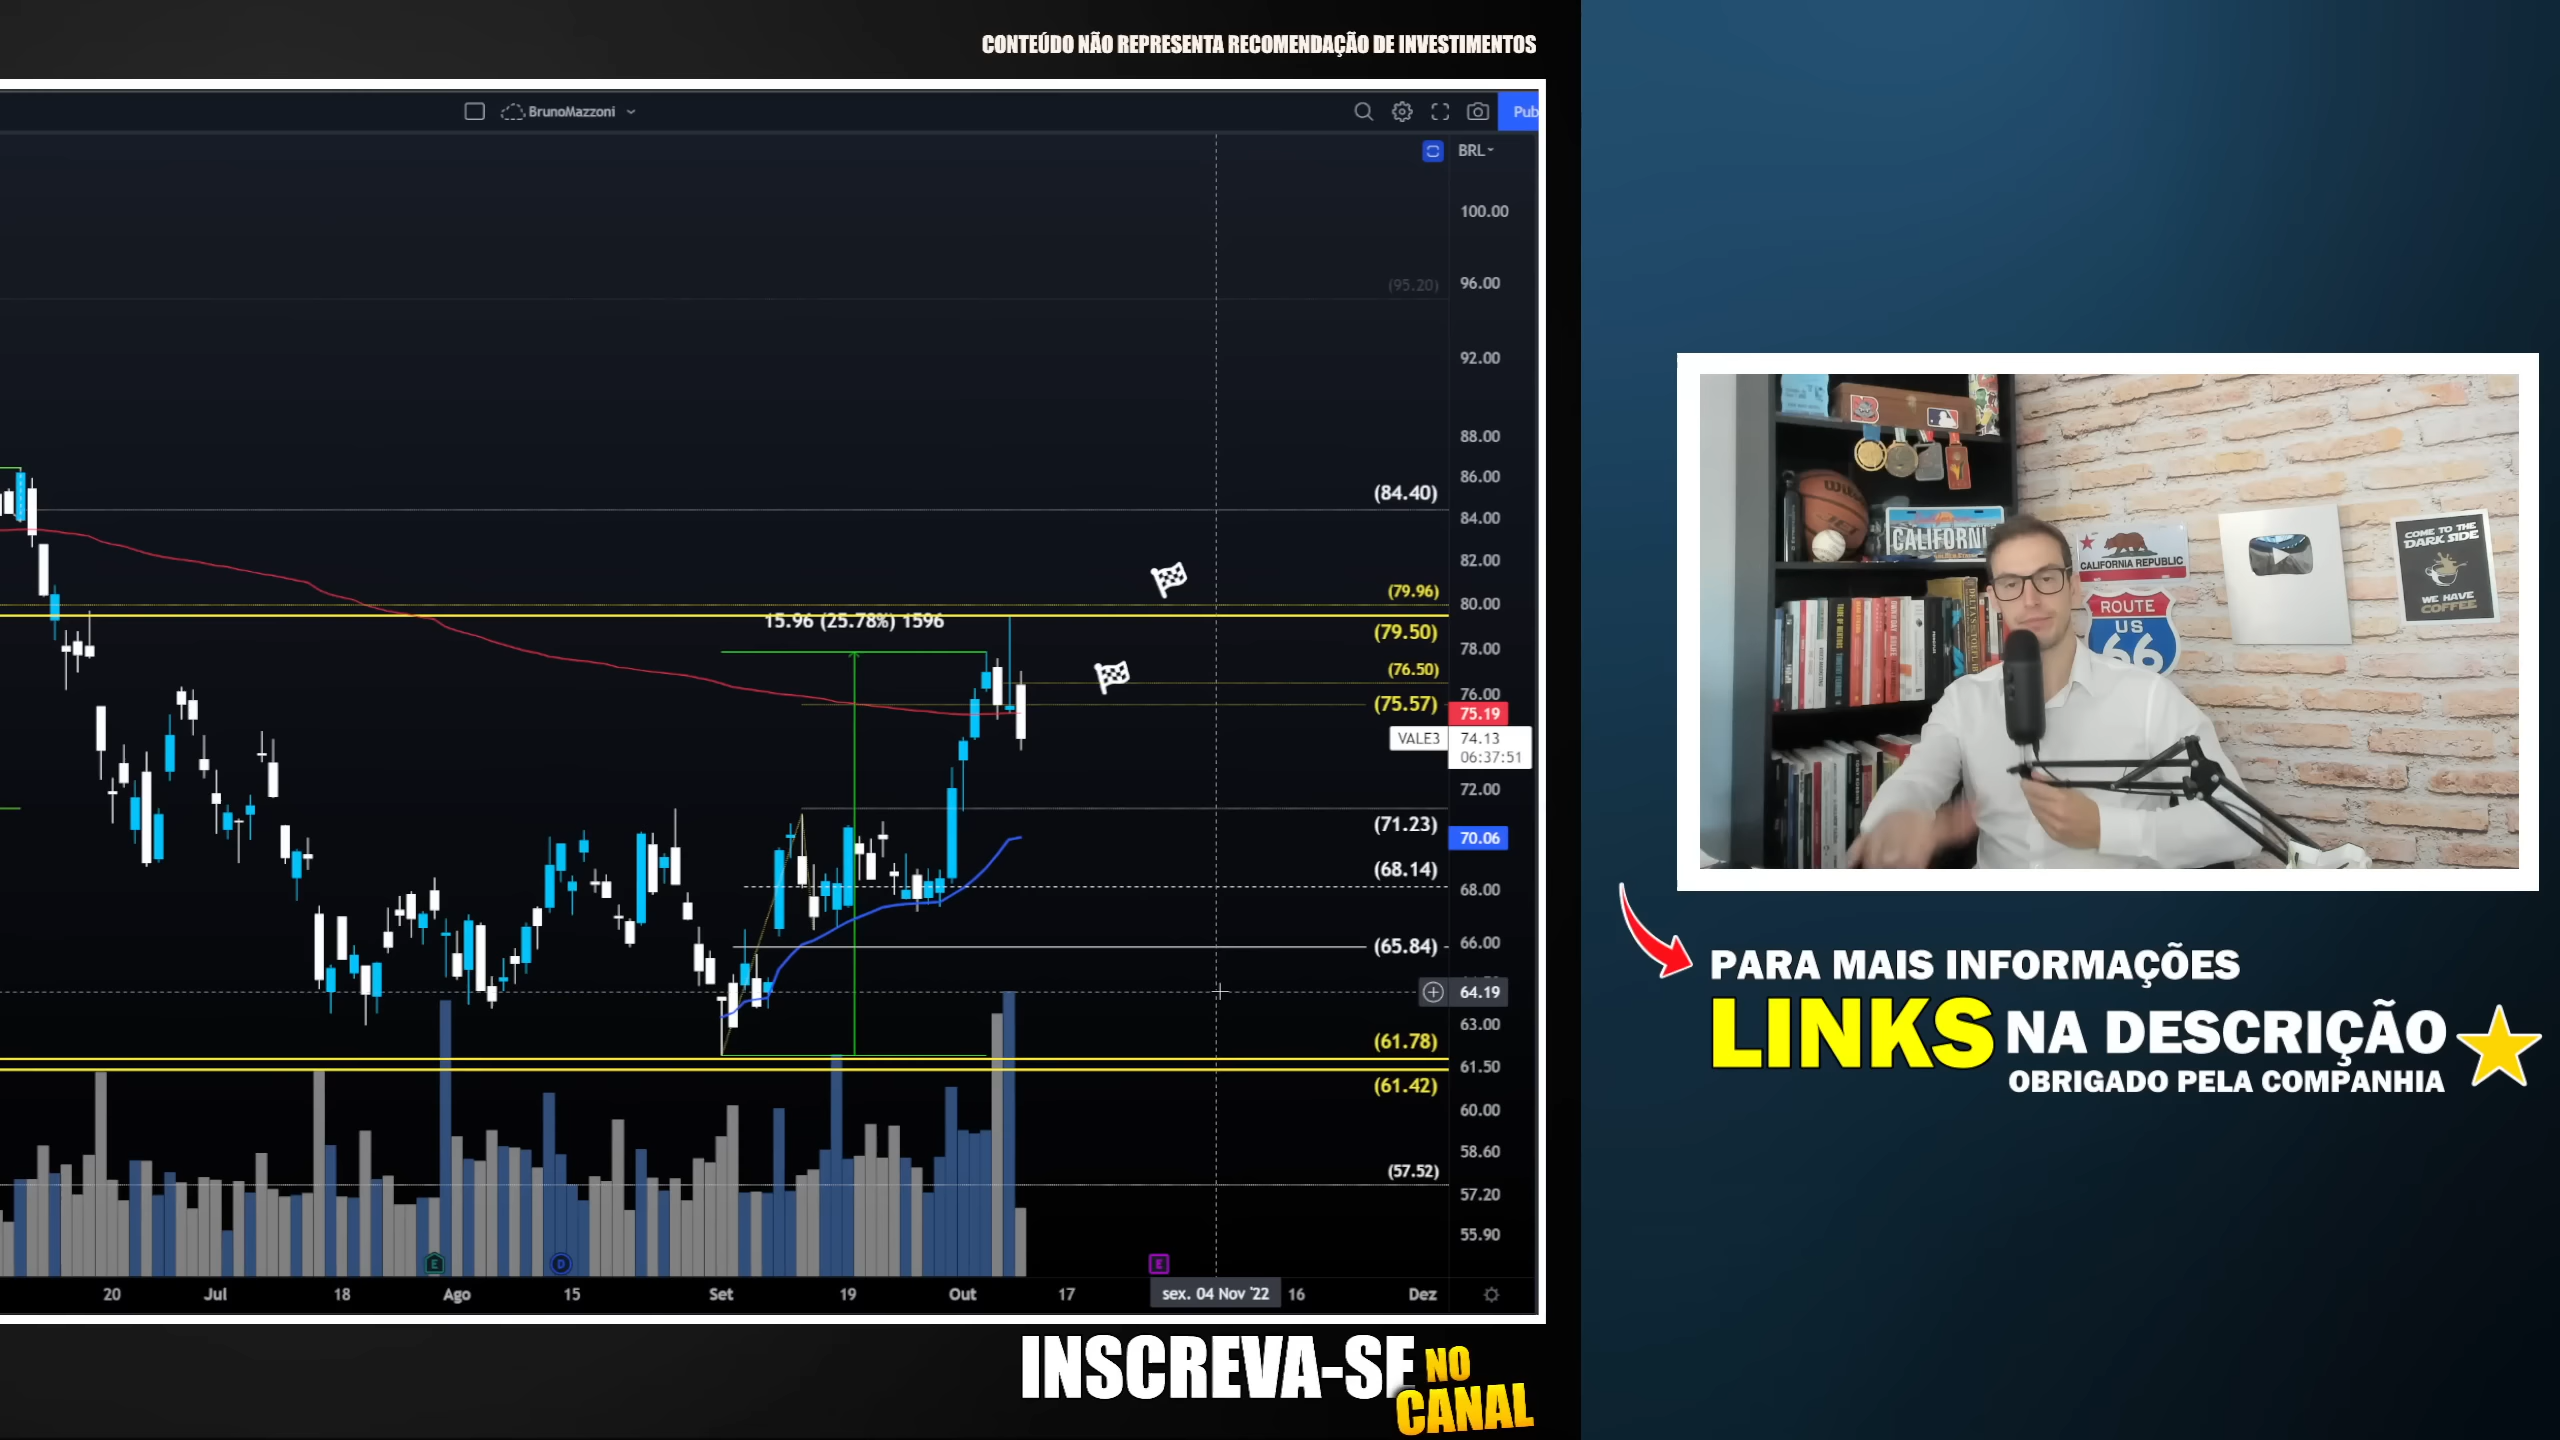 CONTEÚDO NÃO REPRESENTA RECOMENDAÇÃO DE INVESTIMENTOS
BrunoMazzoni
Pub
BRL
100.00
(95.20)
96.00
92.00
88.00
86.00
(84.40)
84.00
82.00
(79.96)
80.00
15.96 (25.78%) 1596
(79.50)
78.00
(76.50)
76.00
(75.57)
75.19
VALE3
74.13
06:37:51
72.00
(71.23)
70.06
(68.14)
68.00
(65.84)
66.00
64.19
63.00
(61.78)
61.50
(61.42)
60.00
58.60
(57.52)
57.20
55.90
E
D
E
20 Jul 18 Ago 15 Set 19 Out 17 sex. 04 Nov '22 16 Dez
INSCREVA-SE NO
CANAL
CALIFORNI
CALIFORNIA REPUBLIC
ROUTE
US
66
COME TO THE
DARK SIDE
WE HAVE
COFFEE
PARA MAIS INFORMAÇÕES
LINKS NA DESCRIÇÃO
OBRIGADO PELA COMPANHIA